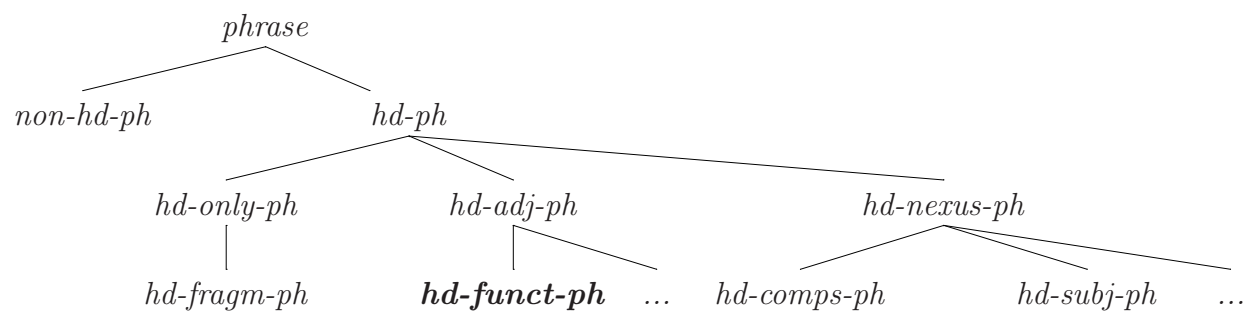 phrase
non-hd-ph hd-ph
hd-only-ph hd-adj-ph hd-nexus-ph
hd-fragm-ph hd-funct-ph ... hd-comps-ph hd-subj-ph ...